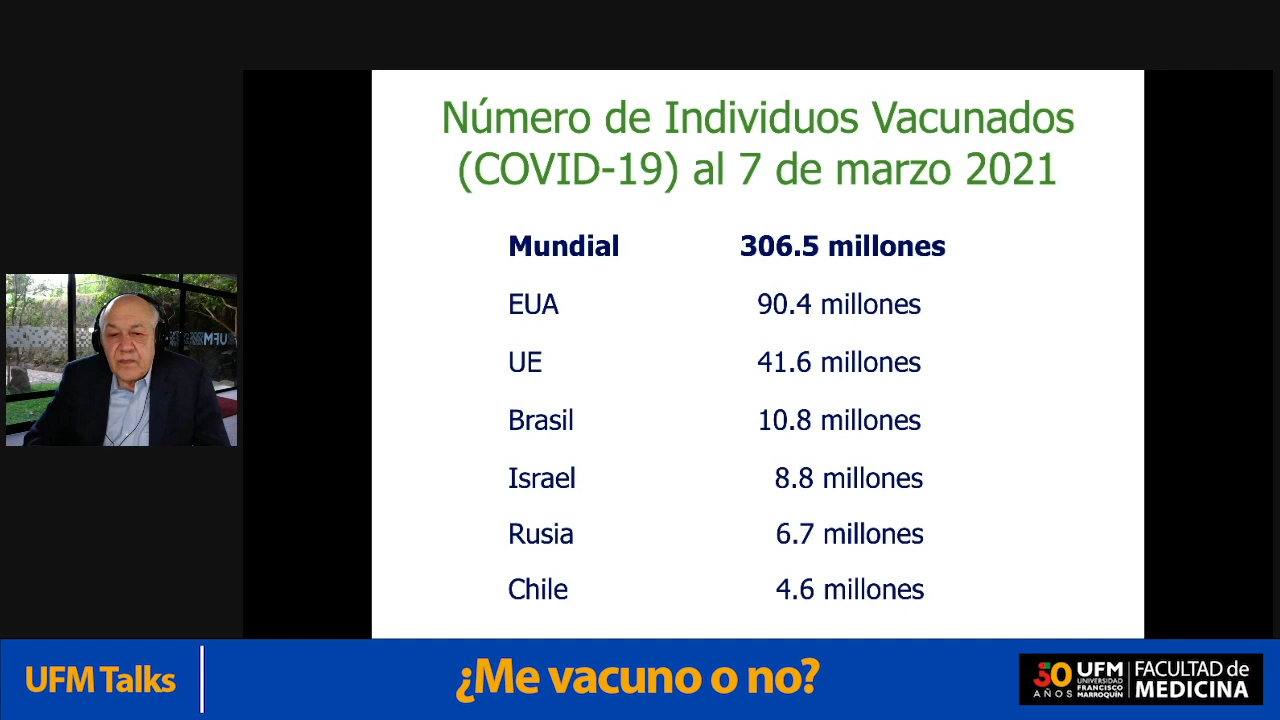 Número de Individuos Vacunados
(COVID-19) al 7 de marzo 2021
Mundial 306.5 millones
EUA 90.4 millones
UE 41.6 millones
Brasil 10.8 millones
Israel 8.8 millones
Rusia 6.7 millones
Chile 4.6 millones
UFM
UFM Talks
¿Me vacuno o no?
50 AÑOS
UFM
UNIVERSIDAD
FRANCISCO
MARROQUÍN
FACULTAD de
MEDICINA